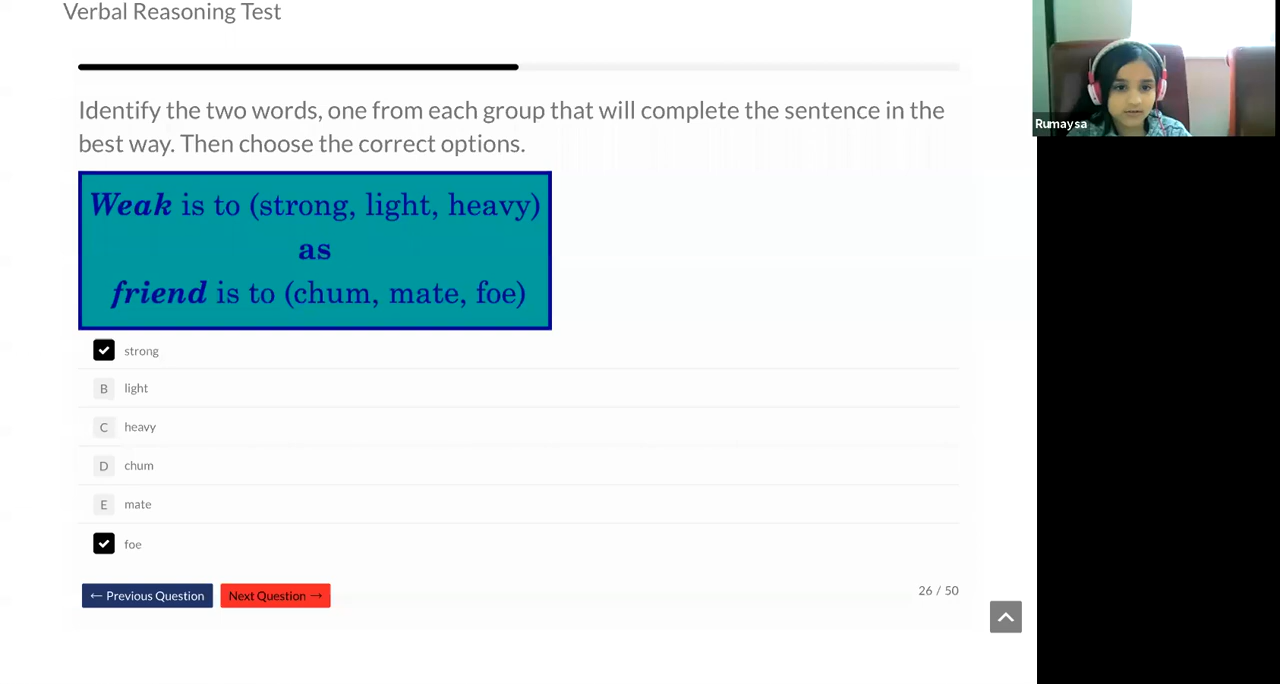 Verbal Reasoning Test
Rumaysa
Identify the two words, one from each group that will complete the sentence in the
best way. Then choose the correct options.
Weak is to (strong, light, heavy)
as
friend is to (chum, mate, foe)
strong
B light
C heavy
D chum
E mate
foe
← Previous Question Next Question → 26 / 50